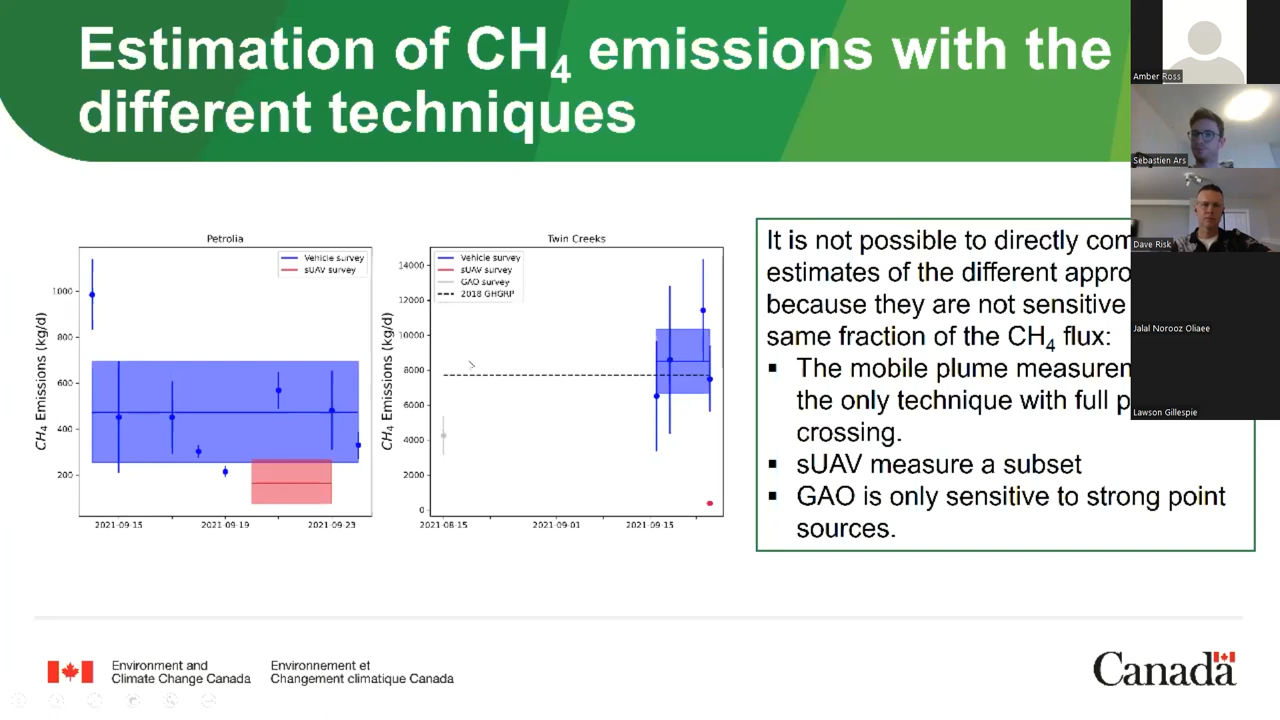 Estimation of CH4 emissions with the
different techniques
Amber Ross
Sebastien Ars
Dave Risk
Jalal Norooz Oliaee
Lawson Gillespie
Petrolia
Vehicle survey
sUAV survey
CH4 Emissions (kg/d)
1000
800
600
400
200
2021-09-15
2021-09-19
2021-09-23
Twin Creeks
Vehicle survey
sUAV survey
GAO survey
2018 GHGRP
CH4 Emissions (kg/d)
14000
12000
10000
8000
6000
4000
2000
0
2021-08-15
2021-09-01
2021-09-15
It is not possible to directly
estimates of the different
because they are not sensitive
same fraction of the CH4 flux:
▪ The mobile plume
the only technique with full
crossing.
▪ sUAV measure a subset
▪ GAO is only sensitive to strong point
sources.
Environment and
Climate Change Canada
Environnement et
Changement climatique Canada
Canada